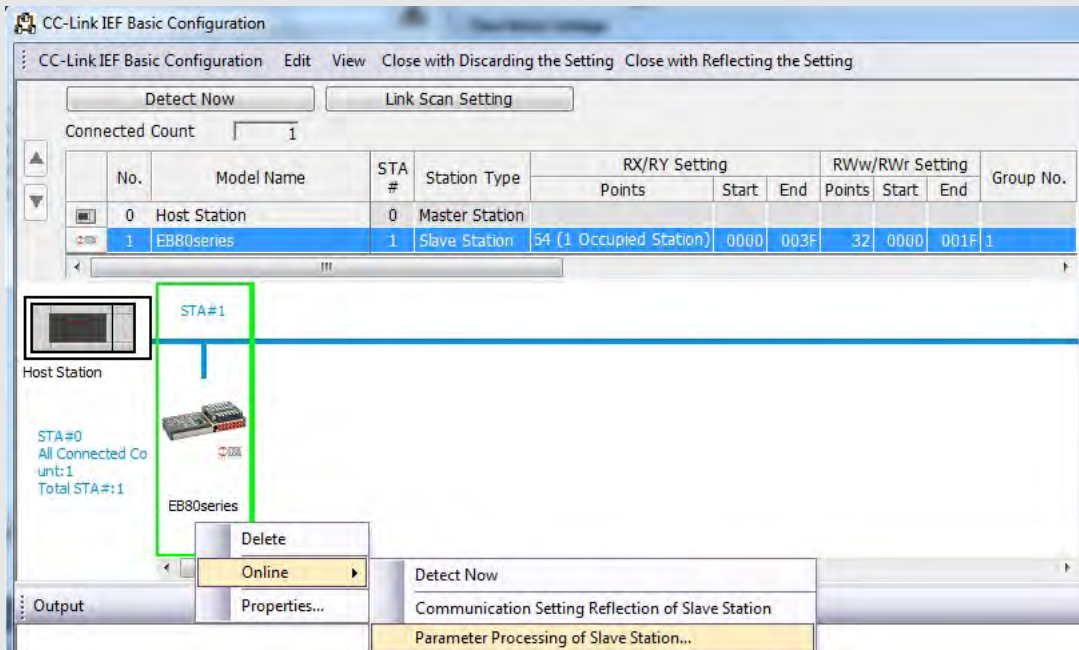 CC-Link IEF Basic Configuration
CC-Link IEF Basic Configuration Edit View Close with Discarding the Setting Close with Reflecting the Setting
Detect Now Link Scan Setting
Connected Count 1
No. Model Name STA # Station Type RX/RY Setting RWw/RWr Setting Group No.
Points Start End Points Start End
0 Host Station 0 Master Station
1 EB80series 1 Slave Station 54 (1 Occupied Station) 0000 003F 32 0000 001F 1
STA#1
Host Station
STA#0
All Connected Co
unt:1
Total STA#:1
EB80series
Delete
Online Detect Now
Output Properties... Communication Setting Reflection of Slave Station
Parameter Processing of Slave Station...